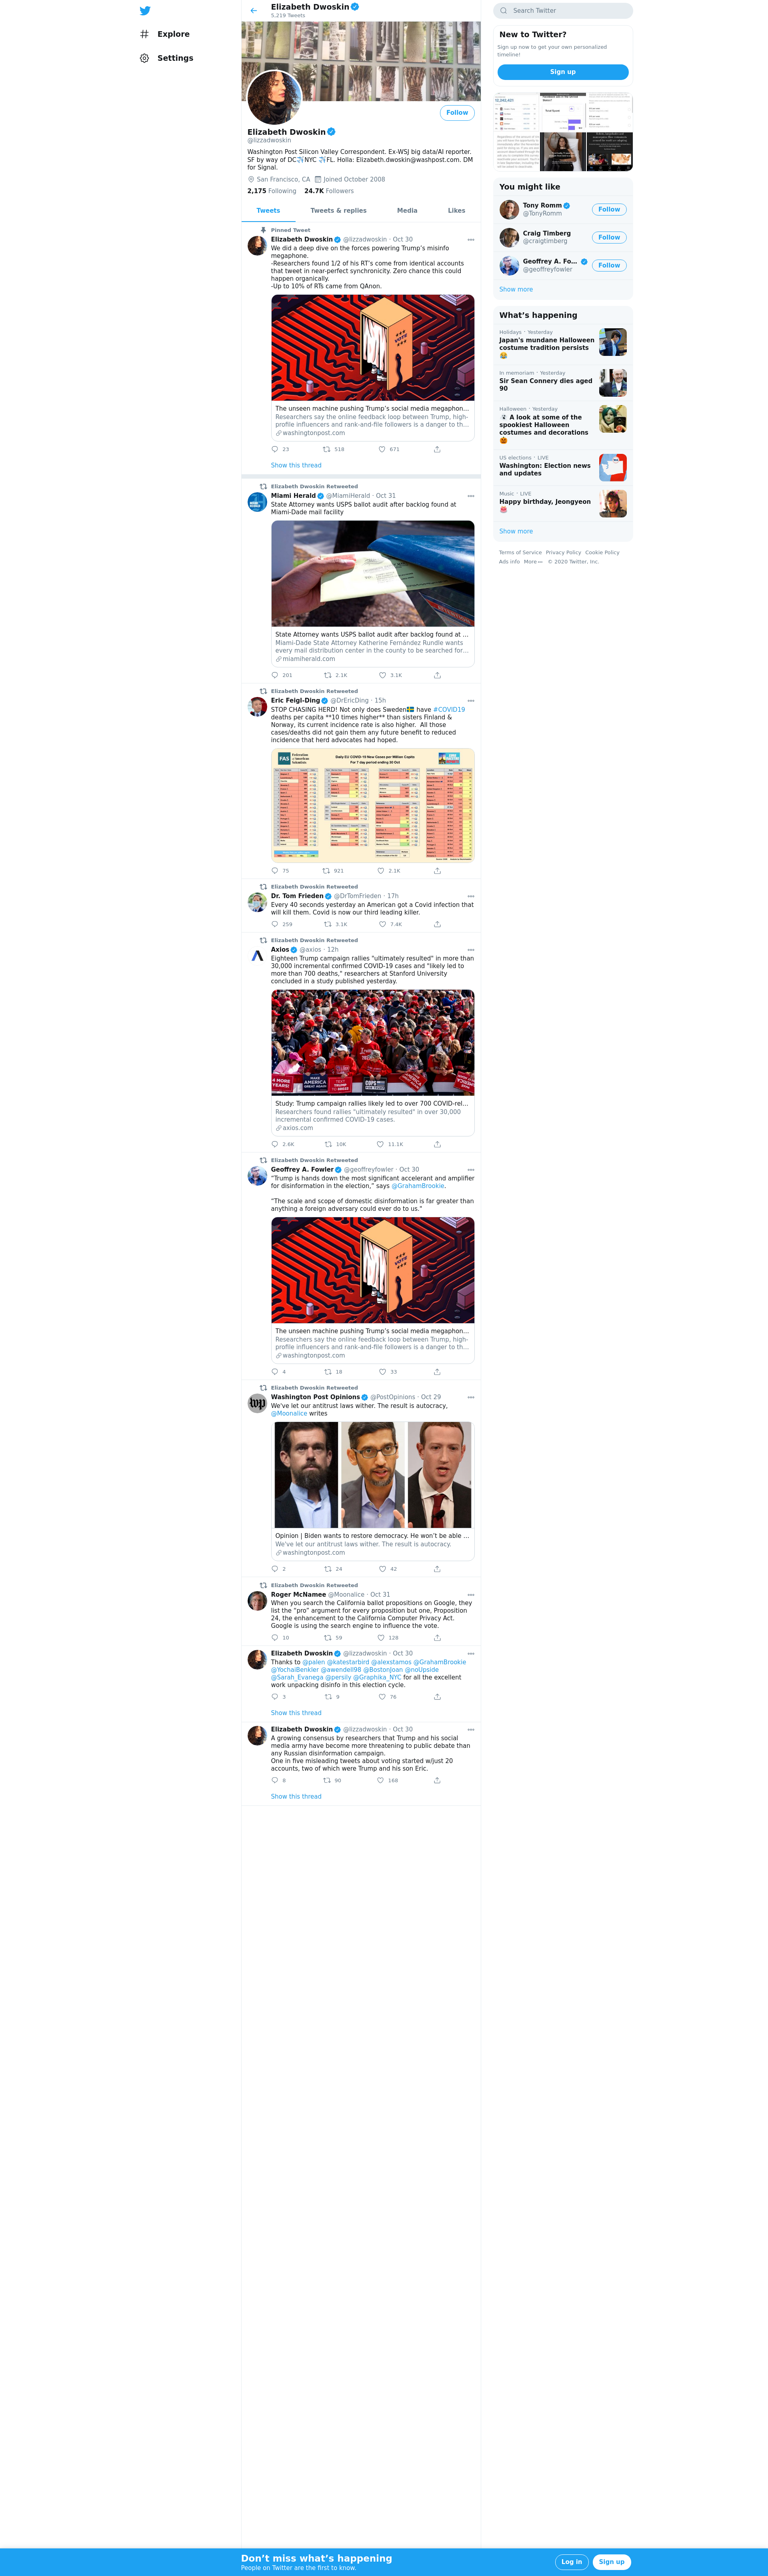 Elizabeth Dwoskin
5,219 Tweets
Search Twitter
Explore
Settings
New to Twitter?
Sign up now to get your own personalized
timeline!
Sign up
Follow
Elizabeth Dwoskin
@lizzadwoskin
Washington Post Silicon Valley Correspondent. Ex-WSJ big data/AI reporter.
SF by way of DC✈️NYC ✈️FL. Holla: Elizabeth.dwoskin@washpost.com. DM
for Signal.
San Francisco, CA Joined October 2008
2,175 Following 24.7K Followers
Tweets Tweets & replies Media Likes
Pinned Tweet
Elizabeth Dwoskin @lizzadwoskin · Oct 30
We did a deep dive on the forces powering Trump's misinfo
megaphone.
-Researchers found 1/2 of his RT's come from identical accounts
that tweet in near-perfect synchronicity. Zero chance this could
happen organically.
-Up to 10% of RTs came from QAnon.
VOTE
The unseen machine pushing Trump's social media megaphon...
Researchers say the online feedback loop between Trump, high-
profile influencers and rank-and-file followers is a danger to th...
washingtonpost.com
23 518 671
Show this thread
Elizabeth Dwoskin Retweeted
Miami Herald @MiamiHerald · Oct 31
State Attorney wants USPS ballot audit after backlog found at
Miami-Dade mail facility
State Attorney wants USPS ballot audit after backlog found at ...
Miami-Dade State Attorney Katherine Fernández Rundle wants
every mail distribution center in the county to be searched for...
miamiherald.com
201 2.1K 3.1K
Elizabeth Dwoskin Retweeted
Eric Feigl-Ding @DrEricDing · 15h
STOP CHASING HERD! Not only does Sweden🇸🇪 have #COVID19
deaths per capita **10 times higher** than sisters Finland &
Norway, its current incidence rate is also higher. All those
cases/deaths did not gain them any future benefit to reduced
incidence that herd advocates had hoped.
FAS
Daily EU COVID-19 New Cases per Million Capita
For 7 day period ending 30 Oct
75 921 2.1K
Elizabeth Dwoskin Retweeted
Dr. Tom Frieden @DrTomFrieden · 17h
Every 40 seconds yesterday an American got a Covid infection that
will kill them. Covid is now our third leading killer.
259 3.1K 7.4K
Elizabeth Dwoskin Retweeted
Axios @axios · 12h
Eighteen Trump campaign rallies "ultimately resulted" in more than
30,000 incremental confirmed COVID-19 cases and "likely led to
more than 700 deaths," researchers at Stanford University
concluded in a study published yesterday.
4 MORE YEARS!
MAKE AMERICA GREAT AGAIN!
COPS
Study: Trump campaign rallies likely led to over 700 COVID-rel...
Researchers found rallies "ultimately resulted" in over 30,000
incremental confirmed COVID-19 cases.
axios.com
2.6K 10K 11.1K
Elizabeth Dwoskin Retweeted
Geoffrey A. Fowler @geoffreyfowler · Oct 30
"Trump is hands down the most significant accelerant and amplifier
for disinformation in the election," says @GrahamBrookie.
"The scale and scope of domestic disinformation is far greater than
anything a foreign adversary could ever do to us."
VOTE
The unseen machine pushing Trump's social media megaphon...
Researchers say the online feedback loop between Trump, high-
profile influencers and rank-and-file followers is a danger to th...
washingtonpost.com
4 18 33
Elizabeth Dwoskin Retweeted
wp
Washington Post Opinions @PostOpinions · Oct 29
We've let our antitrust laws wither. The result is autocracy,
@Moonalice writes
Opinion | Biden wants to restore democracy. He won't be able ...
We've let our antitrust laws wither. The result is autocracy.
washingtonpost.com
2 24 42
Elizabeth Dwoskin Retweeted
Roger McNamee @Moonalice · Oct 31
When you search the California ballot propositions on Google, they
list the "pro" argument for every proposition but one, Proposition
24, the enhancement to the California Computer Privacy Act.
Google is using the search engine to influence the vote.
10 59 128
Elizabeth Dwoskin @lizzadwoskin · Oct 30
Thanks to @palen @katestarbird @alexstamos @GrahamBrookie
@YochaiBenkler @awendell98 @BostonJoan @noUpside
@Sarah_Evanega @persily @Graphika_NYC for all the excellent
work unpacking disinfo in this election cycle.
3 9 76
Show this thread
Elizabeth Dwoskin @lizzadwoskin · Oct 30
A growing consensus by researchers that Trump and his social
media army have become more threatening to public debate than
any Russian disinformation campaign.
One in five misleading tweets about voting started w/just 20
accounts, two of which were Trump and his son Eric.
8 90 168
Show this thread
You might like
Tony Romm
@TonyRomm
Follow
Craig Timberg
@craigtimberg
Follow
Geoffrey A. Fo...
@geoffreyfowler
Follow
Show more
What's happening
Holidays · Yesterday
Japan's mundane Halloween
costume tradition persists
😂
In memoriam · Yesterday
Sir Sean Connery dies aged
90
Halloween · Yesterday
A look at some of the
spookiest Halloween
costumes and decorations
🎃
US elections · LIVE
Washington: Election news
and updates
Music · LIVE
Happy birthday, Jeongyeon
Show more
Terms of Service Privacy Policy Cookie Policy
Ads info More ··· © 2020 Twitter, Inc.
Don't miss what's happening
People on Twitter are the first to know.
Log in
Sign up